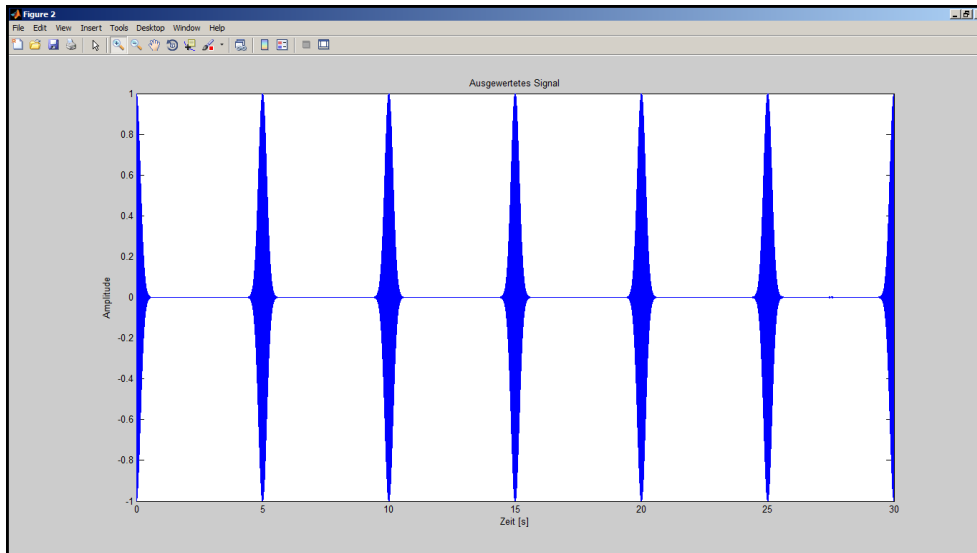 Figure 2
File Edit View Insert Tools Desktop Window Help
Ausgewertetes Signal
1
0.8
0.6
0.4
0.2
0
-0.2
-0.4
-0.6
-0.8
-1
Amplitude
0 5 10 15 20 25 30
Zeit [s]